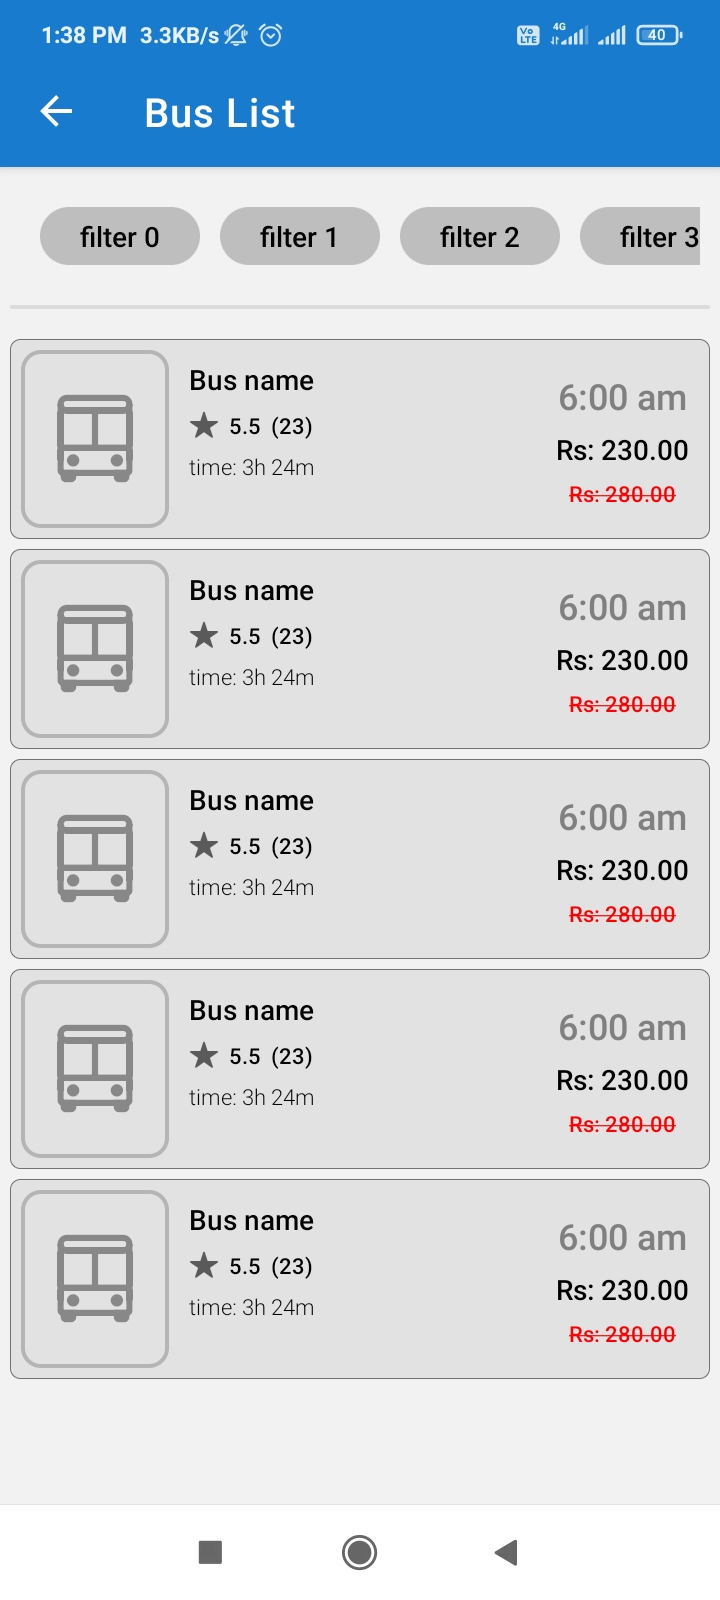 1:38 PM 3.3KB/s Vo LTE 4G 40
Bus List
filter 0 filter 1 filter 2 filter 3
Bus name
6:00 am
5.5 (23)
Rs: 230.00
time: 3h 24m
Rs: 280.00
Bus name
6:00 am
5.5 (23)
Rs: 230.00
time: 3h 24m
Rs: 280.00
Bus name
6:00 am
5.5 (23)
Rs: 230.00
time: 3h 24m
Rs: 280.00
Bus name
6:00 am
5.5 (23)
Rs: 230.00
time: 3h 24m
Rs: 280.00
Bus name
6:00 am
5.5 (23)
Rs: 230.00
time: 3h 24m
Rs: 280.00